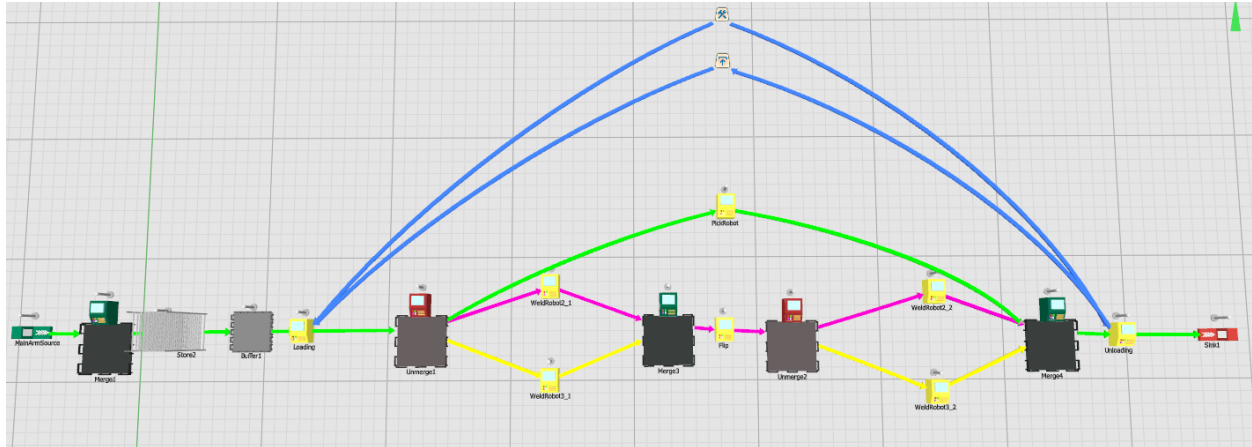 PickRobot
WeldRobot2_1
WeldRobot2_2
MainArmSource
Merge1
Store2
Buffer1
Loading
Unmerge1
Merge3
Flip
Unmerge2
Merge4
Unloading
Sink1
WeldRobot3_1
WeldRobot3_2